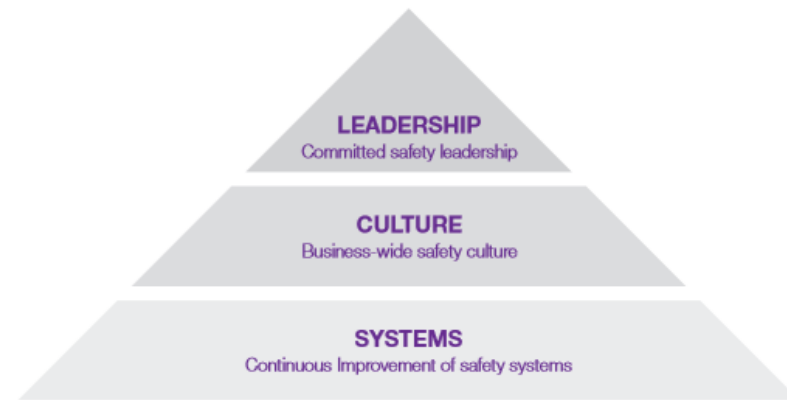 LEADERSHIP
Committed safety leadership
CULTURE
Business-wide safety culture
SYSTEMS
Continuous Improvement of safety systems